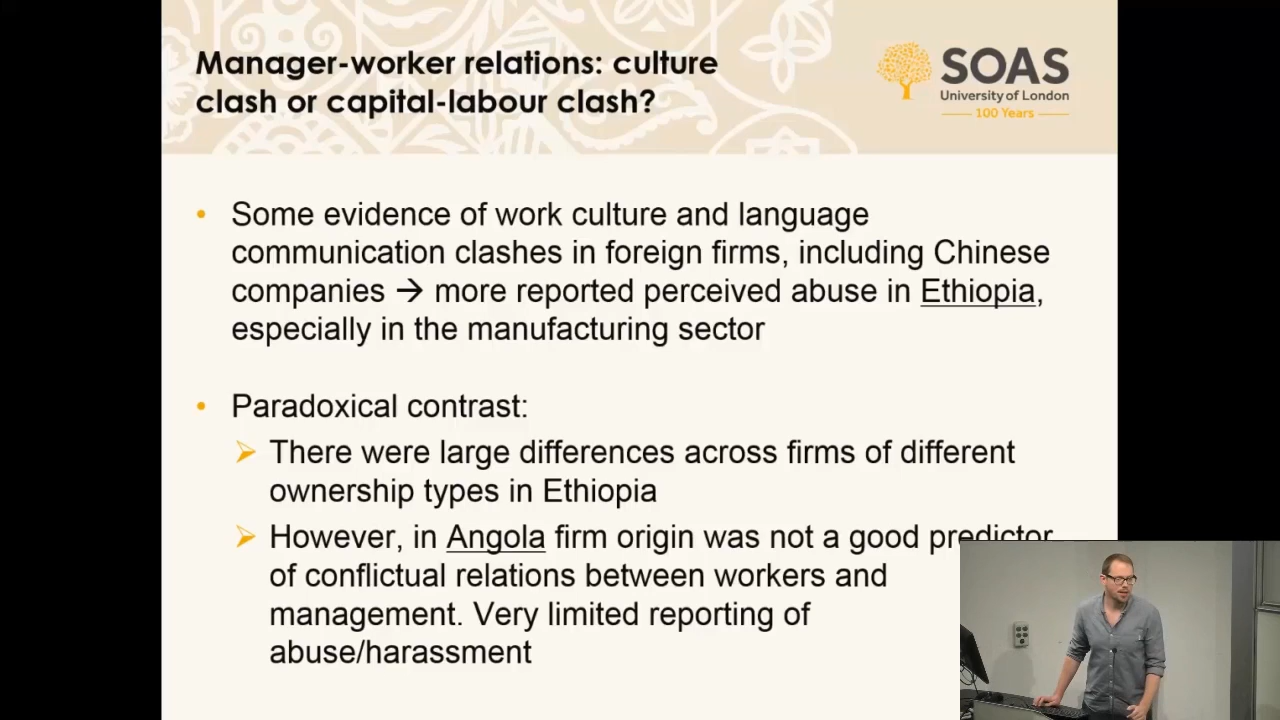 Manager-worker relations: culture
clash or capital-labour clash?
SOAS
University of London
100 Years
• Some evidence of work culture and language
communication clashes in foreign firms, including Chinese
companies → more reported perceived abuse in Ethiopia,
especially in the manufacturing sector
• Paradoxical contrast:
➢ There were large differences across firms of different
ownership types in Ethiopia
➢ However, in Angola firm origin was not a good predictor
of conflictual relations between workers and
management. Very limited reporting of
abuse/harassment